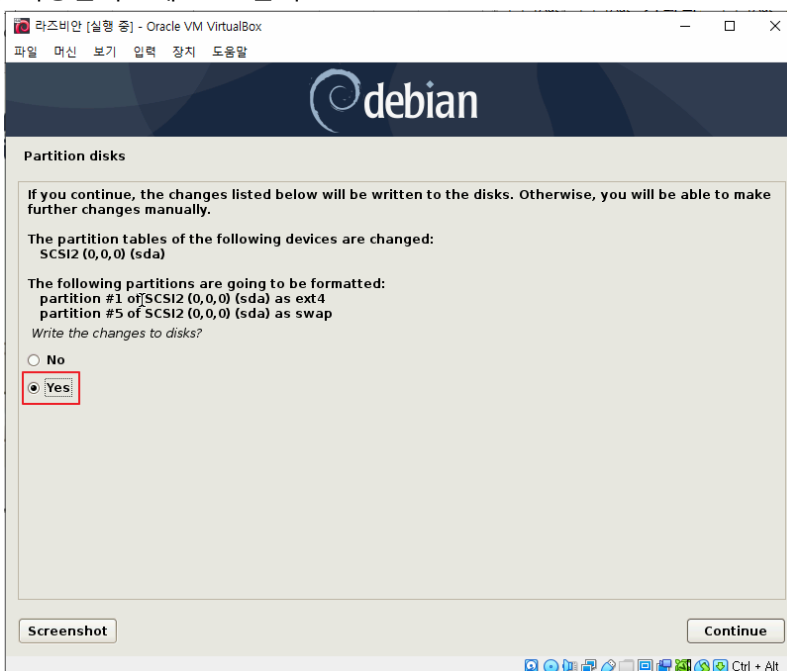 라즈비안 [실행 중] - Oracle VM VirtualBox
파일 머신 보기 입력 장치 도움말
debian
Partition disks
If you continue, the changes listed below will be written to the disks. Otherwise, you will be able to make
further changes manually.
The partition tables of the following devices are changed:
SCSI2 (0,0,0) (sda)
The following partitions are going to be formatted:
partition #1 of SCSI2 (0,0,0) (sda) as ext4
partition #5 of SCSI2 (0,0,0) (sda) as swap
Write the changes to disks?
No
Yes
Screenshot
Continue
Ctrl + Alt